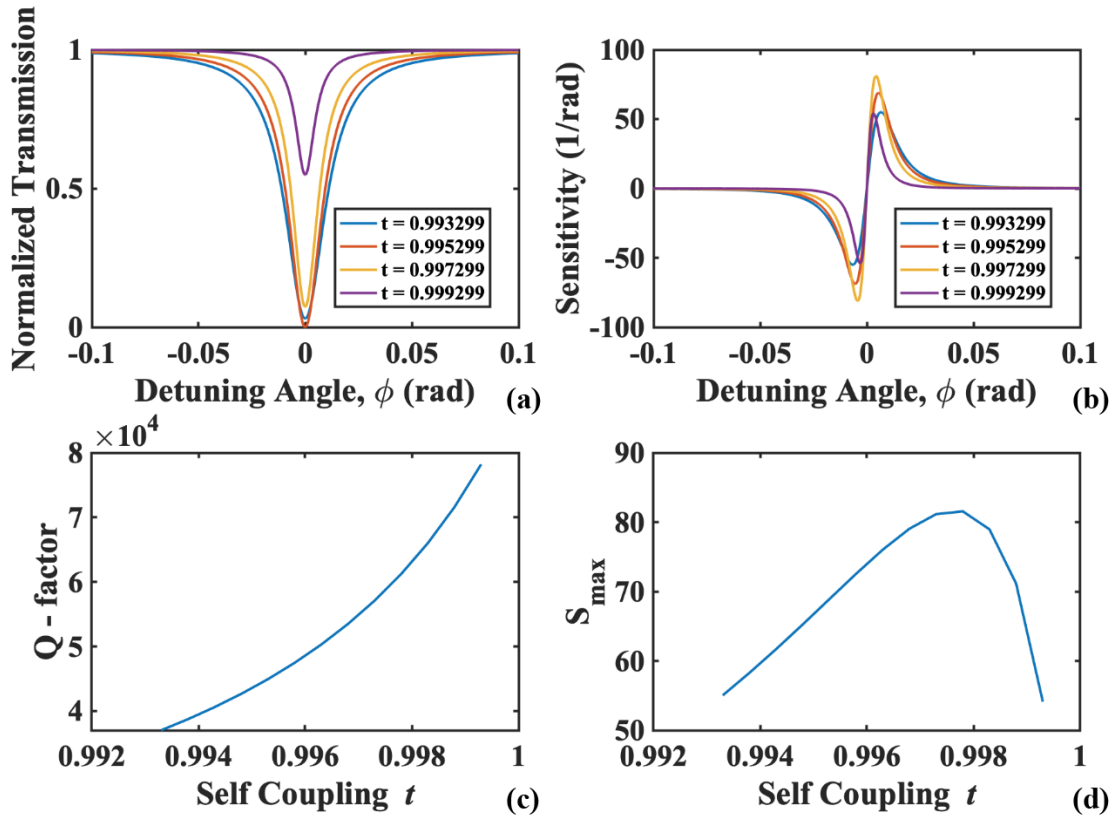 Normalized Transmission
1
0.5
0
t = 0.993299
t = 0.995299
t = 0.997299
t = 0.999299
-0.1
-0.05
0
0.05
0.1
Detuning Angle, ϕ (rad)
(a)
Sensitivity (1/rad)
100
50
0
-50
-100
t = 0.993299
t = 0.995299
t = 0.997299
t = 0.999299
-0.1
-0.05
0
0.05
0.1
Detuning Angle, ϕ (rad)
(b)
×10⁴
Q - factor
8
7
6
5
4
0.992
0.994
0.996
0.998
1
Self Coupling t
(c)
S_max
90
80
70
60
50
0.992
0.994
0.996
0.998
1
Self Coupling t
(d)